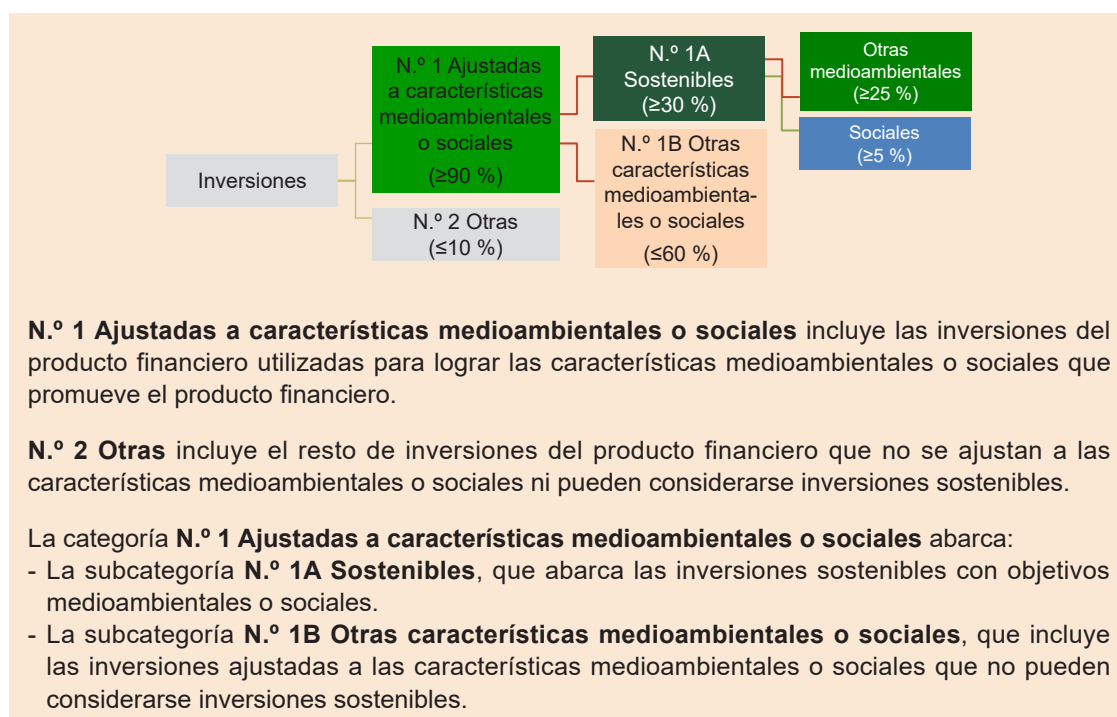 Inversiones
N.º 1 Ajustadas
a características
medioambientales
o sociales
(≥90 %)
N.º 2 Otras
(≤10 %)
N.º 1A
Sostenibles
(≥30 %)
N.º 1B Otras
características
medioambienta-
les o sociales
(≤60 %)
Otras
medioambientales
(≥25 %)
Sociales
(≥5 %)
N.º 1 Ajustadas a características medioambientales o sociales incluye las inversiones del
producto financiero utilizadas para lograr las características medioambientales o sociales que
promueve el producto financiero.
N.º 2 Otras incluye el resto de inversiones del producto financiero que no se ajustan a las
características medioambientales o sociales ni pueden considerarse inversiones sostenibles.
La categoría N.º 1 Ajustadas a características medioambientales o sociales abarca:
- La subcategoría N.º 1A Sostenibles, que abarca las inversiones sostenibles con objetivos
medioambientales o sociales.
- La subcategoría N.º 1B Otras características medioambientales o sociales, que incluye
las inversiones ajustadas a las características medioambientales o sociales que no pueden
considerarse inversiones sostenibles.